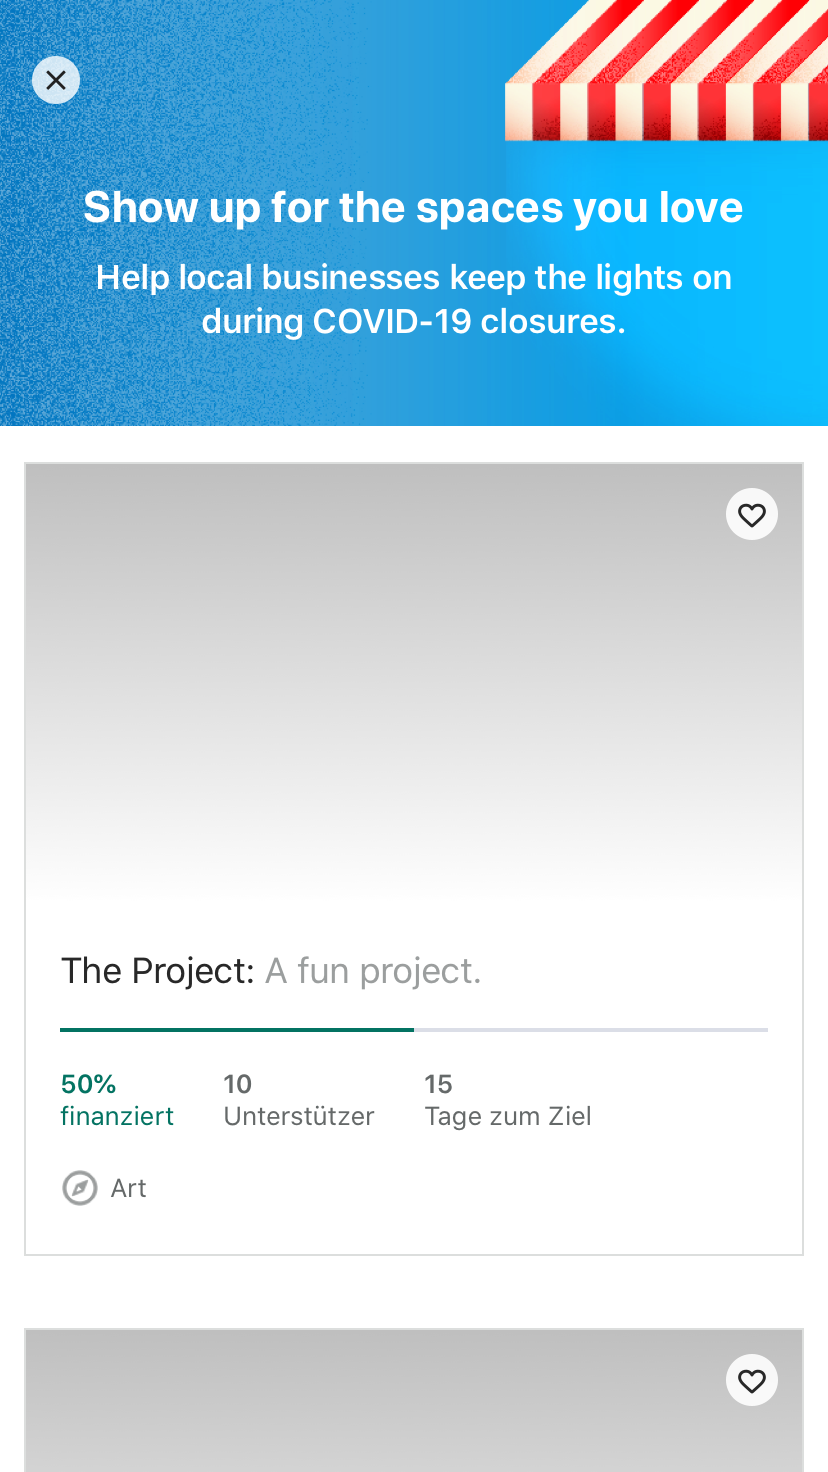 Show up for the spaces you love
Help local businesses keep the lights on
during COVID-19 closures.
The Project: A fun project.
50%
finanziert
10
Unterstützer
15
Tage zum Ziel
Art